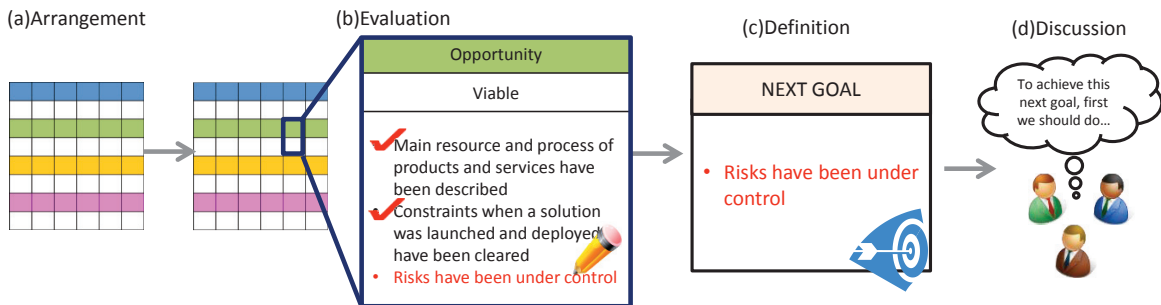 (a)Arrangement
(b)Evaluation
Opportunity
Viable
Main resource and process of
products and services have
been described
• Constraints when a solution
was launched and deployed
have been cleared
• Risks have been under control
(c)Definition
NEXT GOAL
• Risks have been under
control
(d)Discussion
To achieve this
next goal, first
we should do...